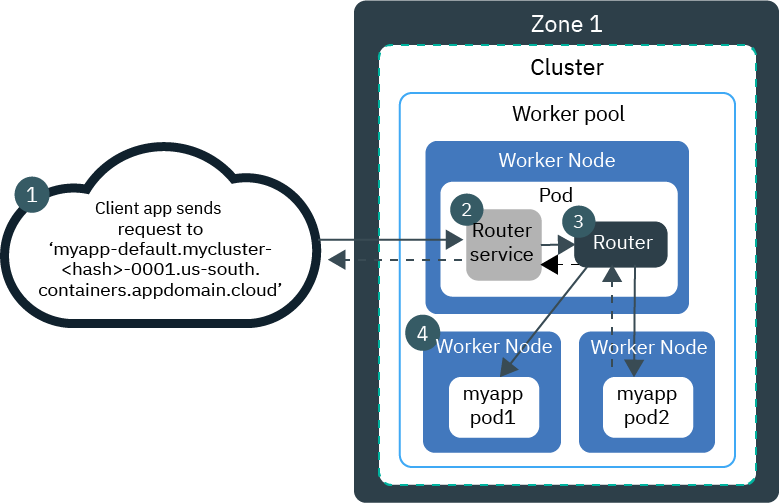 Zone 1
Cluster
Worker pool
Worker Node
Pod
1
Client app sends
request to
‘myapp-default.mycluster-
<hash>-0001.us-south.
containers.appdomain.cloud’
2
Router
service
3
Router
4
Worker Node
myapp
pod1
Worker Node
myapp
pod2